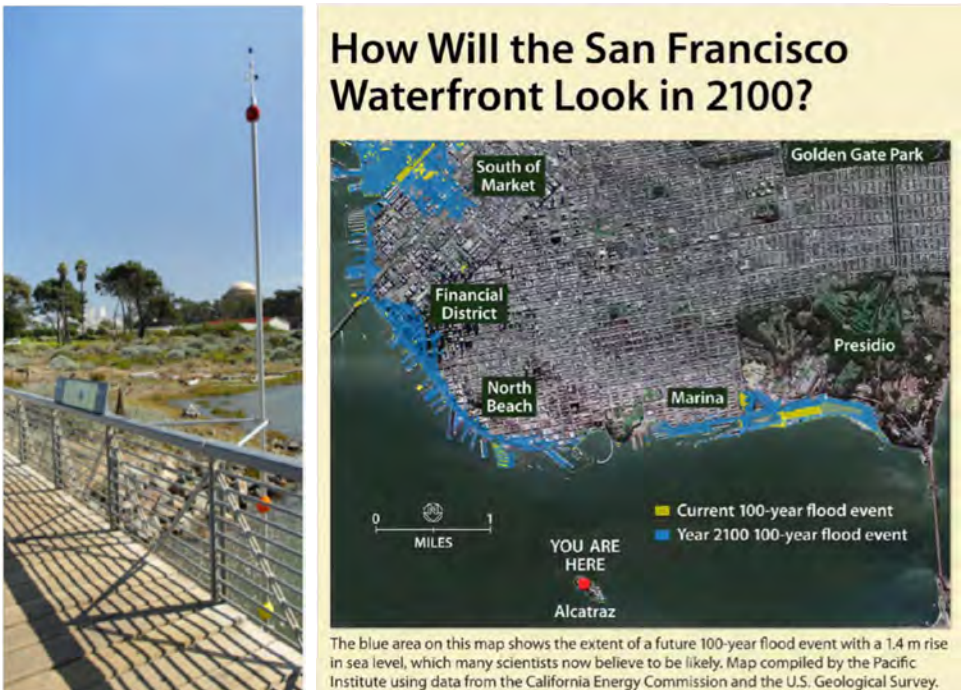 How Will the San Francisco
Waterfront Look in 2100?
Golden Gate Park
South of
Market
Financial
District
Presidio
North
Beach
Marina
Current 100-year flood event
Year 2100 100-year flood event
0 1
MILES
YOU ARE
HERE
Alcatraz
The blue area on this map shows the extent of a future 100-year flood event with a 1.4 m rise
in sea level, which many scientists now believe to be likely. Map compiled by the Pacific
Institute using data from the California Energy Commission and the U.S. Geological Survey.